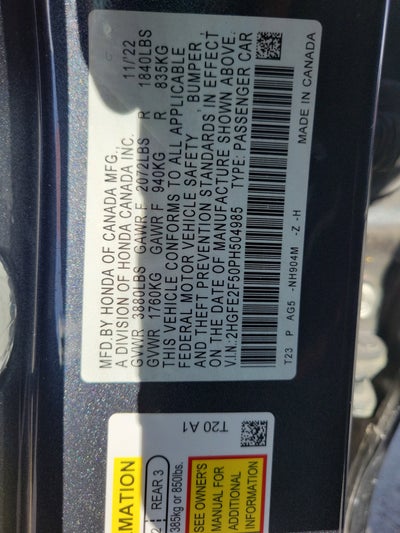 MFD.BY HONDA OF CANADA MFG., 11/22
A DIVISION OF HONDA CANADA INC.
GVWR 3880LBS GAWR F 2072LBS R 1840LBS
GVWR 1760KG GAWR F 940KG R 835KG
THIS VEHICLE CONFORMS TO ALL APPLICABLE
FEDERAL MOTOR VEHICLE SAFETY , BUMPER ,
AND THEFT PREVENTION STANDARDS IN EFFECT
ON THE DATE OF MANUFACTURE SHOWN ABOVE.
V.I.N: 2HGFE2F50PH504985 TYPE: PASSENGER CAR
T23 P AG5 -NH904M -Z -H MADE IN CANADA
T20 A1
MATION
REAR 3
385kg or 850lbs.
SEE OWNER'S
MANUAL FOR
ADDITIONAL
INFORMATION